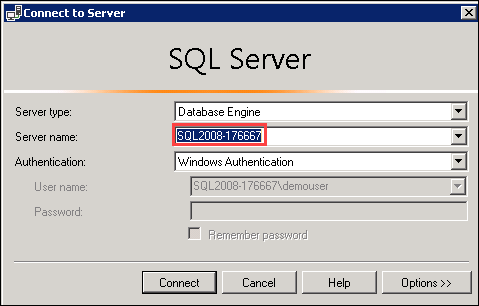 Connect to Server
SQL Server
Server type: Database Engine
Server name: SQL2008-176667
Authentication: Windows Authentication
User name: SQL2008-176667\demouser
Password:
Remember password
Connect Cancel Help Options >>